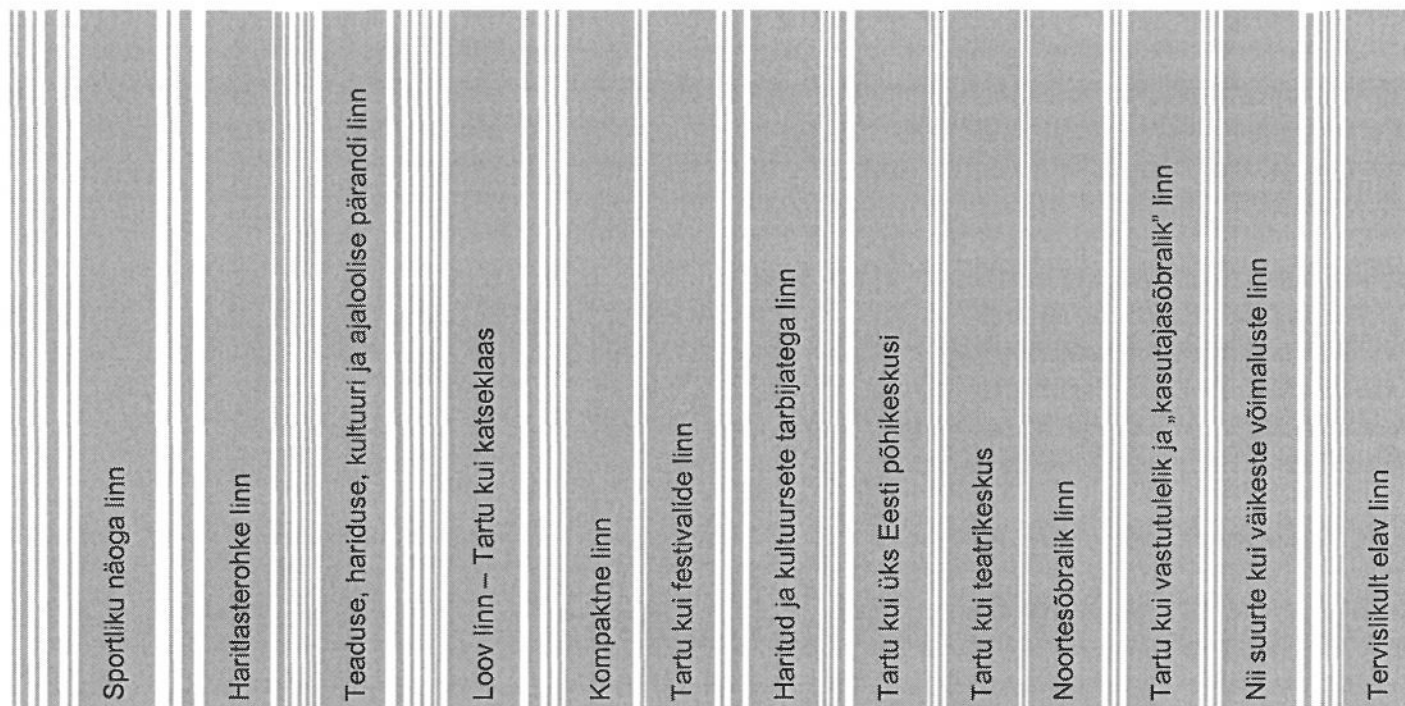 Sportliku näoga linn
Haritlasterohke linn
Teaduse, hariduse, kultuuri ja ajaloolise pärandi linn
Loov linn – Tartu kui katseklaas
Kompaktne linn
Tartu kui festivalide linn
Haritud ja kultuursete tarbijatega linn
Tartu kui üks Eesti põhikeskusi
Tartu kui teatrikeskus
Noortesõbralik linn
Tartu kui vastutulelik ja „kasutajasõbralik” linn
Nii suurte kui väikeste võimaluste linn
Tervislikult elav linn